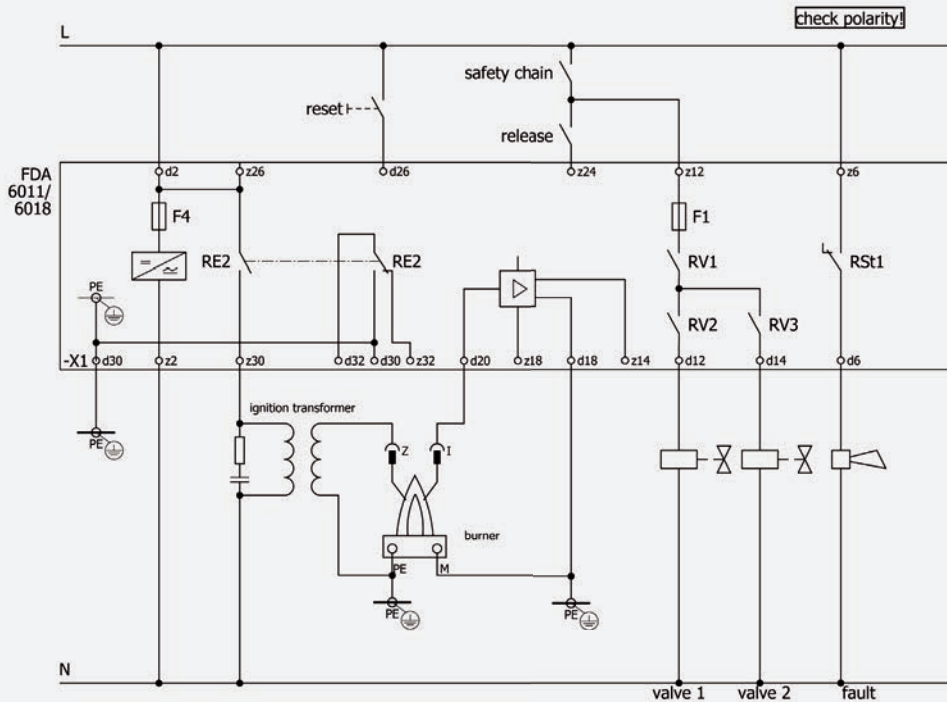 check polarity!
L
safety chain
reset
release
FDA
6011/
6018
d2
z26
d26
z24
z12
z6
F4
F1
RE2
RE2
RV1
RSt1
PE
RV2
RV3
-X1
d30
z2
z30
d32
d30
z32
d20
z18
d18
z14
d12
d14
d6
ignition transformer
PE
Z
I
burner
PE
M
PE
PE
N
valve 1
valve 2
fault